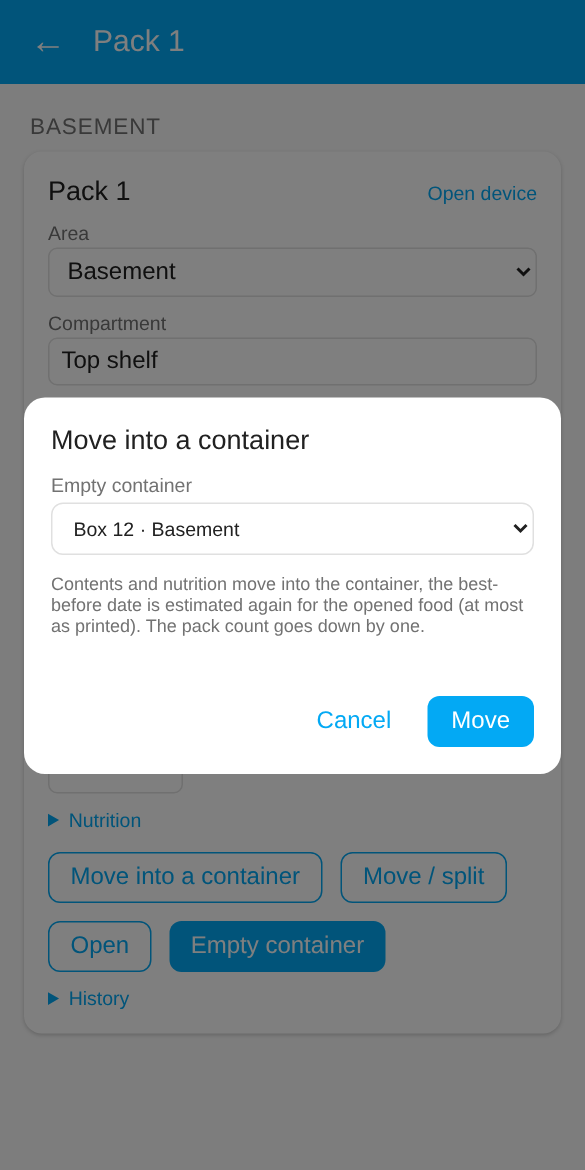 ← Pack 1
BASEMENT
Pack 1
Open device
Area
Basement
Compartment
Top shelf
Move into a container
Empty container
Box 12 · Basement
Contents and nutrition move into the container, the best-
before date is estimated again for the opened food (at most
as printed). The pack count goes down by one.
Cancel
Move
Nutrition
Move into a container
Move / split
Open
Empty container
History